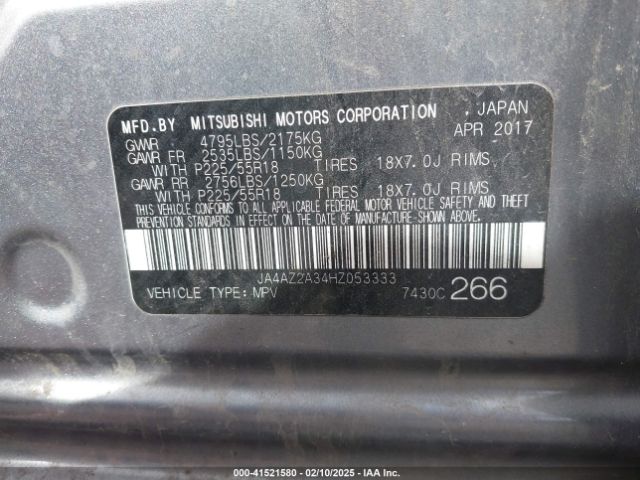 MFD.BY MITSUBISHI MOTORS CORPORATION , JAPAN
GWWR 4795LBS/2175KG APR 2017
GAWR FR 2535LBS/1150KG
WITH P225/55R18 TIRES 18X7.0J RIMS
GAWR RR 2756LBS/1250KG
WITH P225/55R18 TIRES 18X7.0J RIMS
THIS VEHICLE CONFORMS TO ALL APPLICABLE FEDERAL MOTOR VEHICLE SAFETY AND THEFT
PREVENTION STANDARDS IN EFFECT ON THE DATE OF MANUFACTURE SHOWN ABOVE.
JA4AZ2A34HZ053333
VEHICLE TYPE:MPV 7430C 266
000-41521580 - 02/10/2025 - IAAI.COM